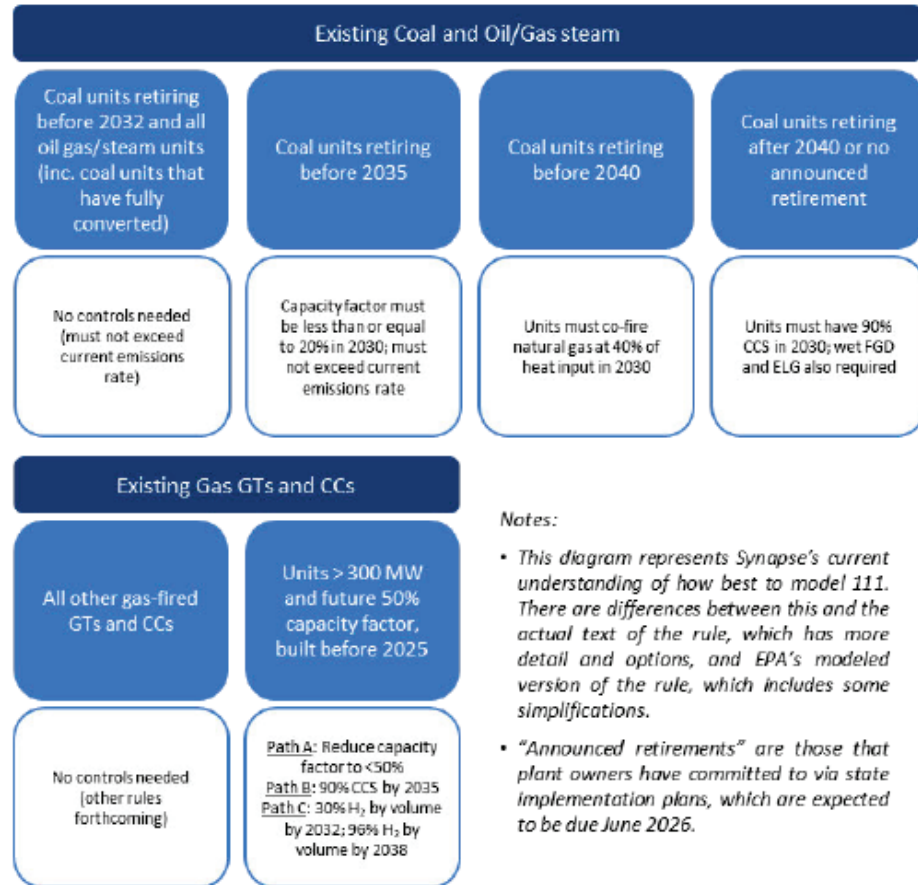 Existing Coal and Oil/Gas steam
Coal units retiring
before 2032 and all
oil gas/steam units
(inc. coal units that
have fully
converted)
Coal units retiring
before 2035
Coal units retiring
before 2040
Coal units retiring
after 2040 or no
announced
retirement
No controls needed
(must not exceed
current emissions
rate)
Capacity factor must
be less than or equal
to 20% in 2030; must
not exceed current
emissions rate
Units must co-fire
natural gas at 40% of
heat input in 2030
Units must have 90%
CCS in 2030; wet FGD
and ELG also required
Existing Gas GTs and CCs
All other gas-fired
GTs and CCs
Units > 300 MW
and future 50%
capacity factor,
built before 2025
No controls needed
(other rules
forthcoming)
Path A: Reduce capacity
factor to <50%
Path B: 90% CCS by 2035
Path C: 30% H₂ by volume
by 2032; 96% H₂ by
volume by 2038
Notes:
• This diagram represents Synapse's current
understanding of how best to model 111.
There are differences between this and the
actual text of the rule, which has more
detail and options, and EPA's modeled
version of the rule, which includes some
simplifications.
• "Announced retirements" are those that
plant owners have committed to via state
implementation plans, which are expected
to be due June 2026.